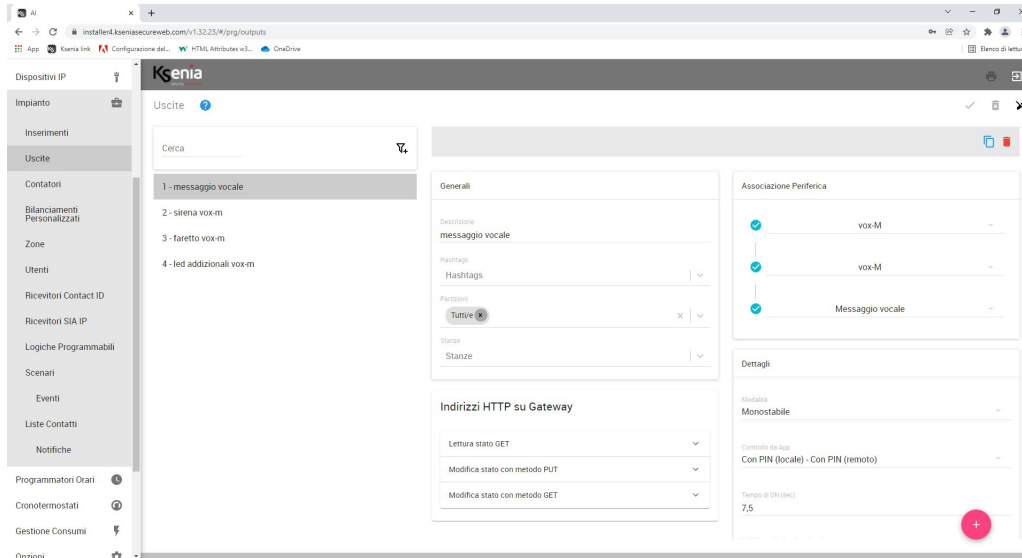 AI
installer4.kseniasecureweb.com/v1.32.23/#/prg/outputs
App
Ksenia link
Configurazione del...
HTML Attributes w3...
OneDrive
Elenco di lettur
Dispositivi IP
Impianto
Inserimenti
Uscite
Contatori
Bilanciamenti
Personalizzati
Zone
Utenti
Ricevitori Contact ID
Ricevitori SIA IP
Logiche Programmabili
Scenari
Eventi
Liste Contatti
Notifiche
Programmatori Orari
Cronotermostati
Gestione Consumi
Opzioni
Ksenia
Uscite
Cerca
1 - messaggio vocale
2 - sirena vox-m
3 - faretto vox-m
4 - led addizionali vox-m
Generali
Descrizione
messaggio vocale
Hashtags
Hashtags
Partizioni
Tutti/e
Stanze
Stanze
Indirizzi HTTP su Gateway
Lettura stato GET
Modifica stato con metodo PUT
Modifica stato con metodo GET
Associazione Periferica
vox-M
vox-M
Messaggio vocale
Dettagli
Modalità
Monostabile
Controllo da App
Con PIN (locale) - Con PIN (remoto)
Tempo di ON (sec)
7,5